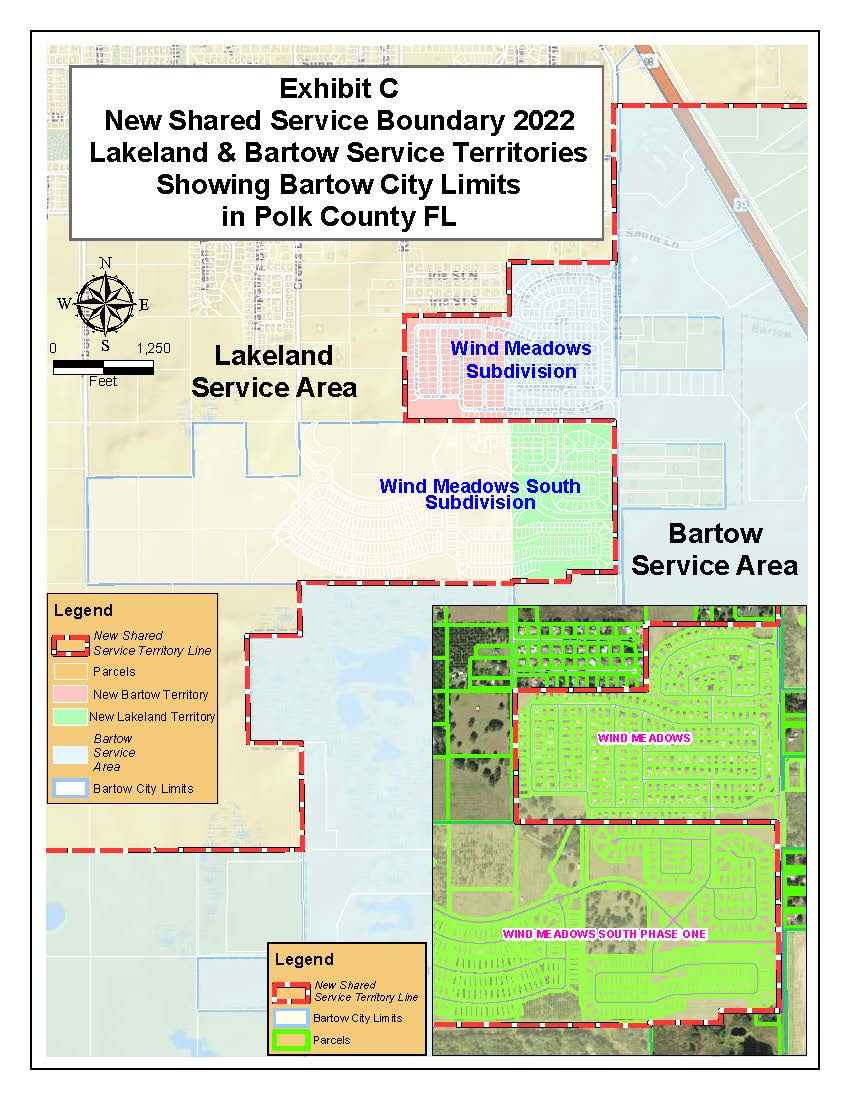 Exhibit C
New Shared Service Boundary 2022
Lakeland & Bartow Service Territories
Showing Bartow City Limits
in Polk County FL
98
N
W
E
S
0
1,250
Feet
Lakeland
Service Area
Wind Meadows
Subdivision
Bartow
Wind Meadows South
Subdivision
Bartow
Service Area
Legend
New Shared
Service Territory Line
Parcels
New Bartow Territory
New Lakeland Territory
Bartow
Service
Area
Bartow City Limits
WIND MEADOWS
WIND MEADOWS SOUTH PHASE ONE
Legend
New Shared
Service Territory Line
Bartow City Limits
Parcels